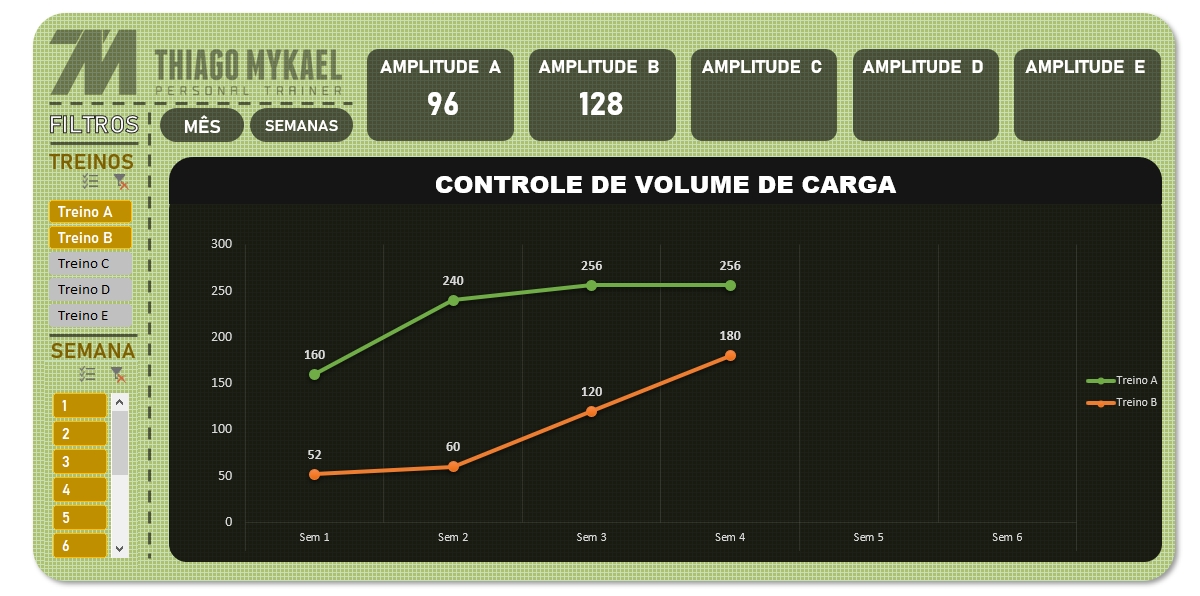 7M
THIAGO MYKAEL
PERSONAL TRAINER
AMPLITUDE A
96
AMPLITUDE B
128
AMPLITUDE C
AMPLITUDE D
AMPLITUDE E
FILTROS
MÊS
SEMANAS
TREINOS
Treino A
Treino B
Treino C
Treino D
Treino E
SEMANA
1
2
3
4
5
6
CONTROLE DE VOLUME DE CARGA
300
250
200
150
100
50
0
160
240
256
256
52
60
120
180
Sem 1
Sem 2
Sem 3
Sem 4
Sem 5
Sem 6
Treino A
Treino B